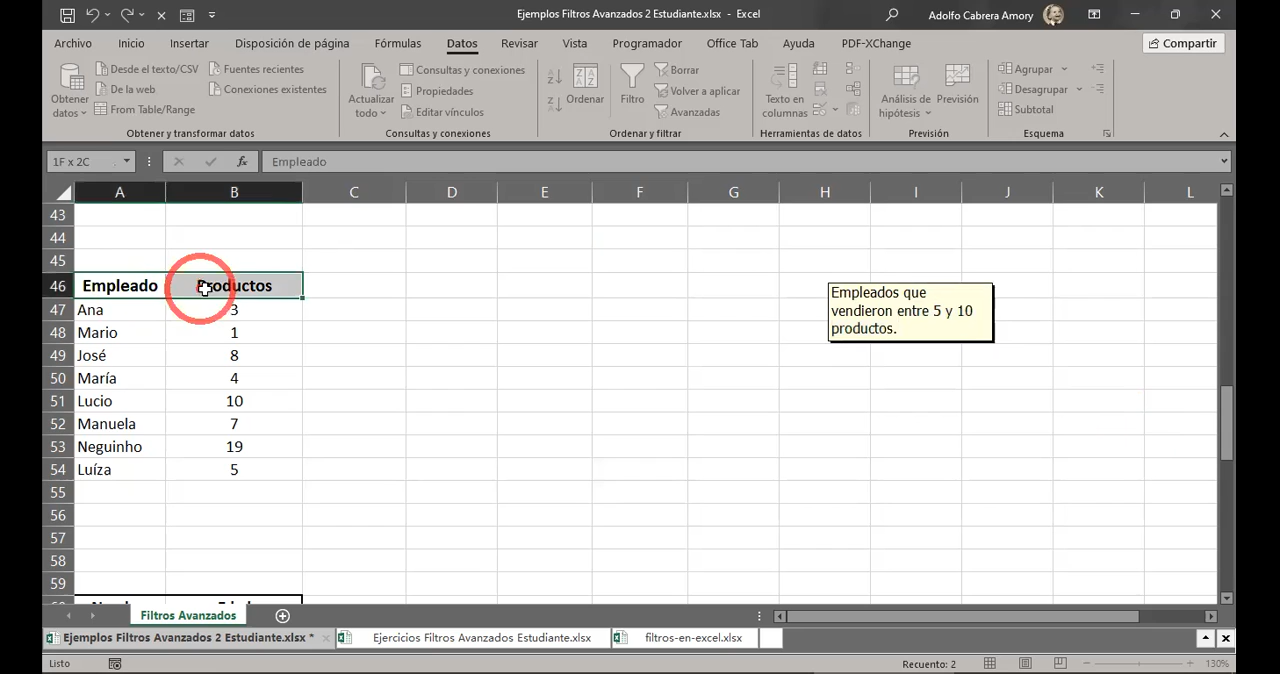 Ejemplos Filtros Avanzados 2 Estudiante.xlsx - Excel
Adolfo Cabrera Amory
Archivo Inicio Insertar Disposición de página Fórmulas Datos Revisar Vista Programador Office Tab Ayuda PDF-XChange Compartir
Obtener datos
Desde el texto/CSV
De la web
From Table/Range
Fuentes recientes
Conexiones existentes
Obtener y transformar datos
Actualizar todo
Consultas y conexiones
Propiedades
Editar vínculos
Consultas y conexiones
Ordenar
Filtro
Borrar
Volver a aplicar
Avanzadas
Ordenar y filtrar
Texto en columnas
Herramientas de datos
Análisis de hipótesis
Previsión
Previsión
Agrupar
Desagrupar
Subtotal
Esquema
1F x 2C
fx
Empleado
A B C D E F G H I J K L
43
44
45
46 Empleado Productos
47 Ana 3
48 Mario 1
49 José 8
50 María 4
51 Lucio 10
52 Manuela 7
53 Neguinho 19
54 Luíza 5
55
56
57
58
59
Empleados que
vendieron entre 5 y 10
productos.
Filtros Avanzados
Ejemplos Filtros Avanzados 2 Estudiante.xlsx * Ejercicios Filtros Avanzados Estudiante.xlsx filtros-en-excel.xlsx
Listo
Recuento: 2
130%